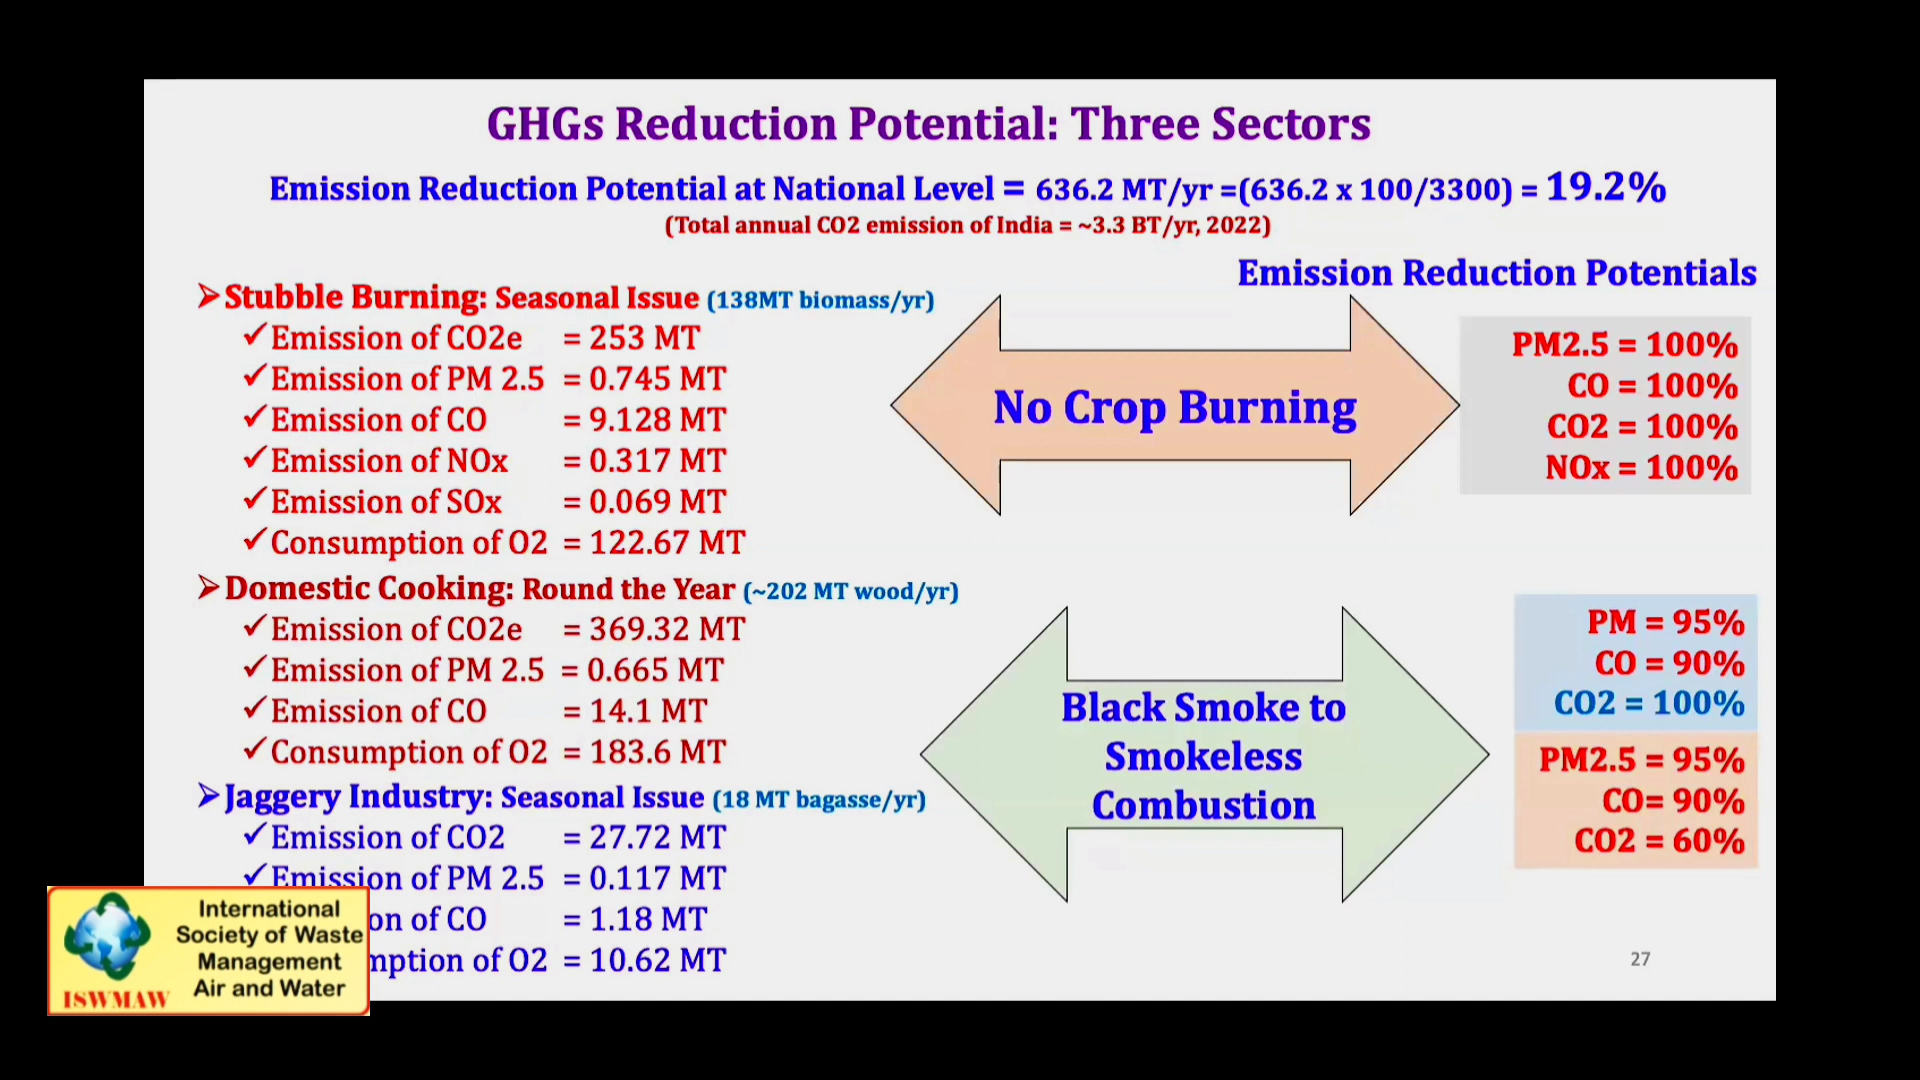 GHGs Reduction Potential: Three Sectors
Emission Reduction Potential at National Level = 636.2 MT/yr =(636.2 x 100/3300) = 19.2%
(Total annual CO2 emission of India = ~3.3 BT/yr, 2022)
Emission Reduction Potentials
➢Stubble Burning: Seasonal Issue (138MT biomass/yr)
✓Emission of CO2e = 253 MT
✓Emission of PM 2.5 = 0.745 MT
✓Emission of CO = 9.128 MT
✓Emission of NOx = 0.317 MT
✓Emission of SOx = 0.069 MT
✓Consumption of O2 = 122.67 MT
No Crop Burning
PM2.5 = 100%
CO = 100%
CO2 = 100%
NOx = 100%
➢Domestic Cooking: Round the Year (~202 MT wood/yr)
✓Emission of CO2e = 369.32 MT
✓Emission of PM 2.5 = 0.665 MT
✓Emission of CO = 14.1 MT
✓Consumption of O2 = 183.6 MT
➢Jaggery Industry: Seasonal Issue (18 MT bagasse/yr)
✓Emission of CO2 = 27.72 MT
✓Emission of PM 2.5 = 0.117 MT
on of CO = 1.18 MT
mption of O2 = 10.62 MT
Black Smoke to
Smokeless
Combustion
PM = 95%
CO = 90%
CO2 = 100%
PM2.5 = 95%
CO= 90%
CO2 = 60%
27
International
Society of Waste
Management
Air and Water
ISWMAW